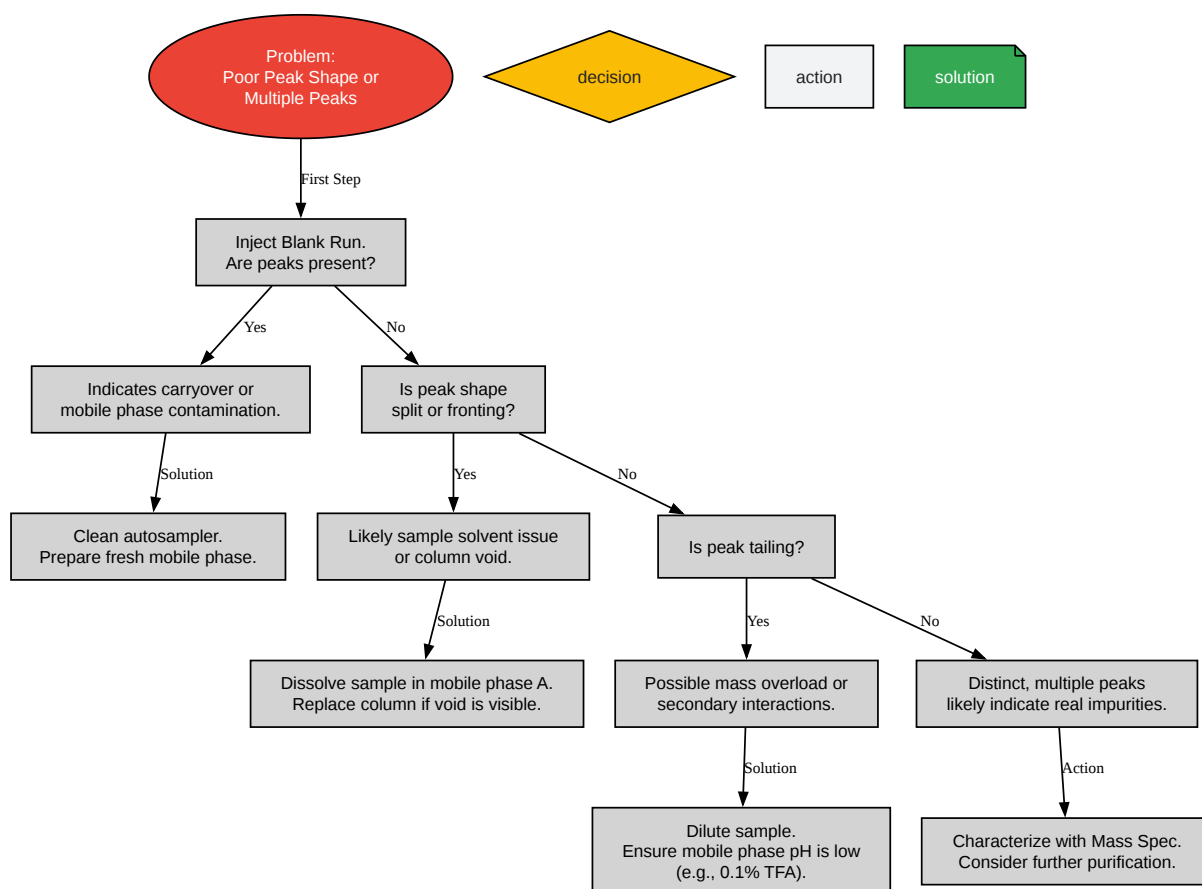 Problem:
Poor Peak Shape or
Multiple Peaks
decision
action
solution
First Step
Inject Blank Run.
Are peaks present?
Yes
No
Indicates carryover or
mobile phase contamination.
Is peak shape
split or fronting?
Solution
Yes
No
Clean autosampler.
Prepare fresh mobile phase.
Likely sample solvent issue
or column void.
Is peak tailing?
Solution
Yes
No
Dissolve sample in mobile phase A.
Replace column if void is visible.
Possible mass overload or
secondary interactions.
Distinct, multiple peaks
likely indicate real impurities.
Solution
Action
Dilute sample.
Ensure mobile phase pH is low
(e.g., 0.1% TFA).
Characterize with Mass Spec.
Consider further purification.